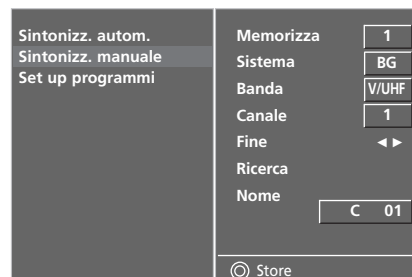 Sintonizz. autom.
Sintonizz. manuale
Set up programmi
Memorizza 1
Sistema BG
Banda V/UHF
Canale 1
Fine ◄ ►
Ricerca
Nome
C 01
Store